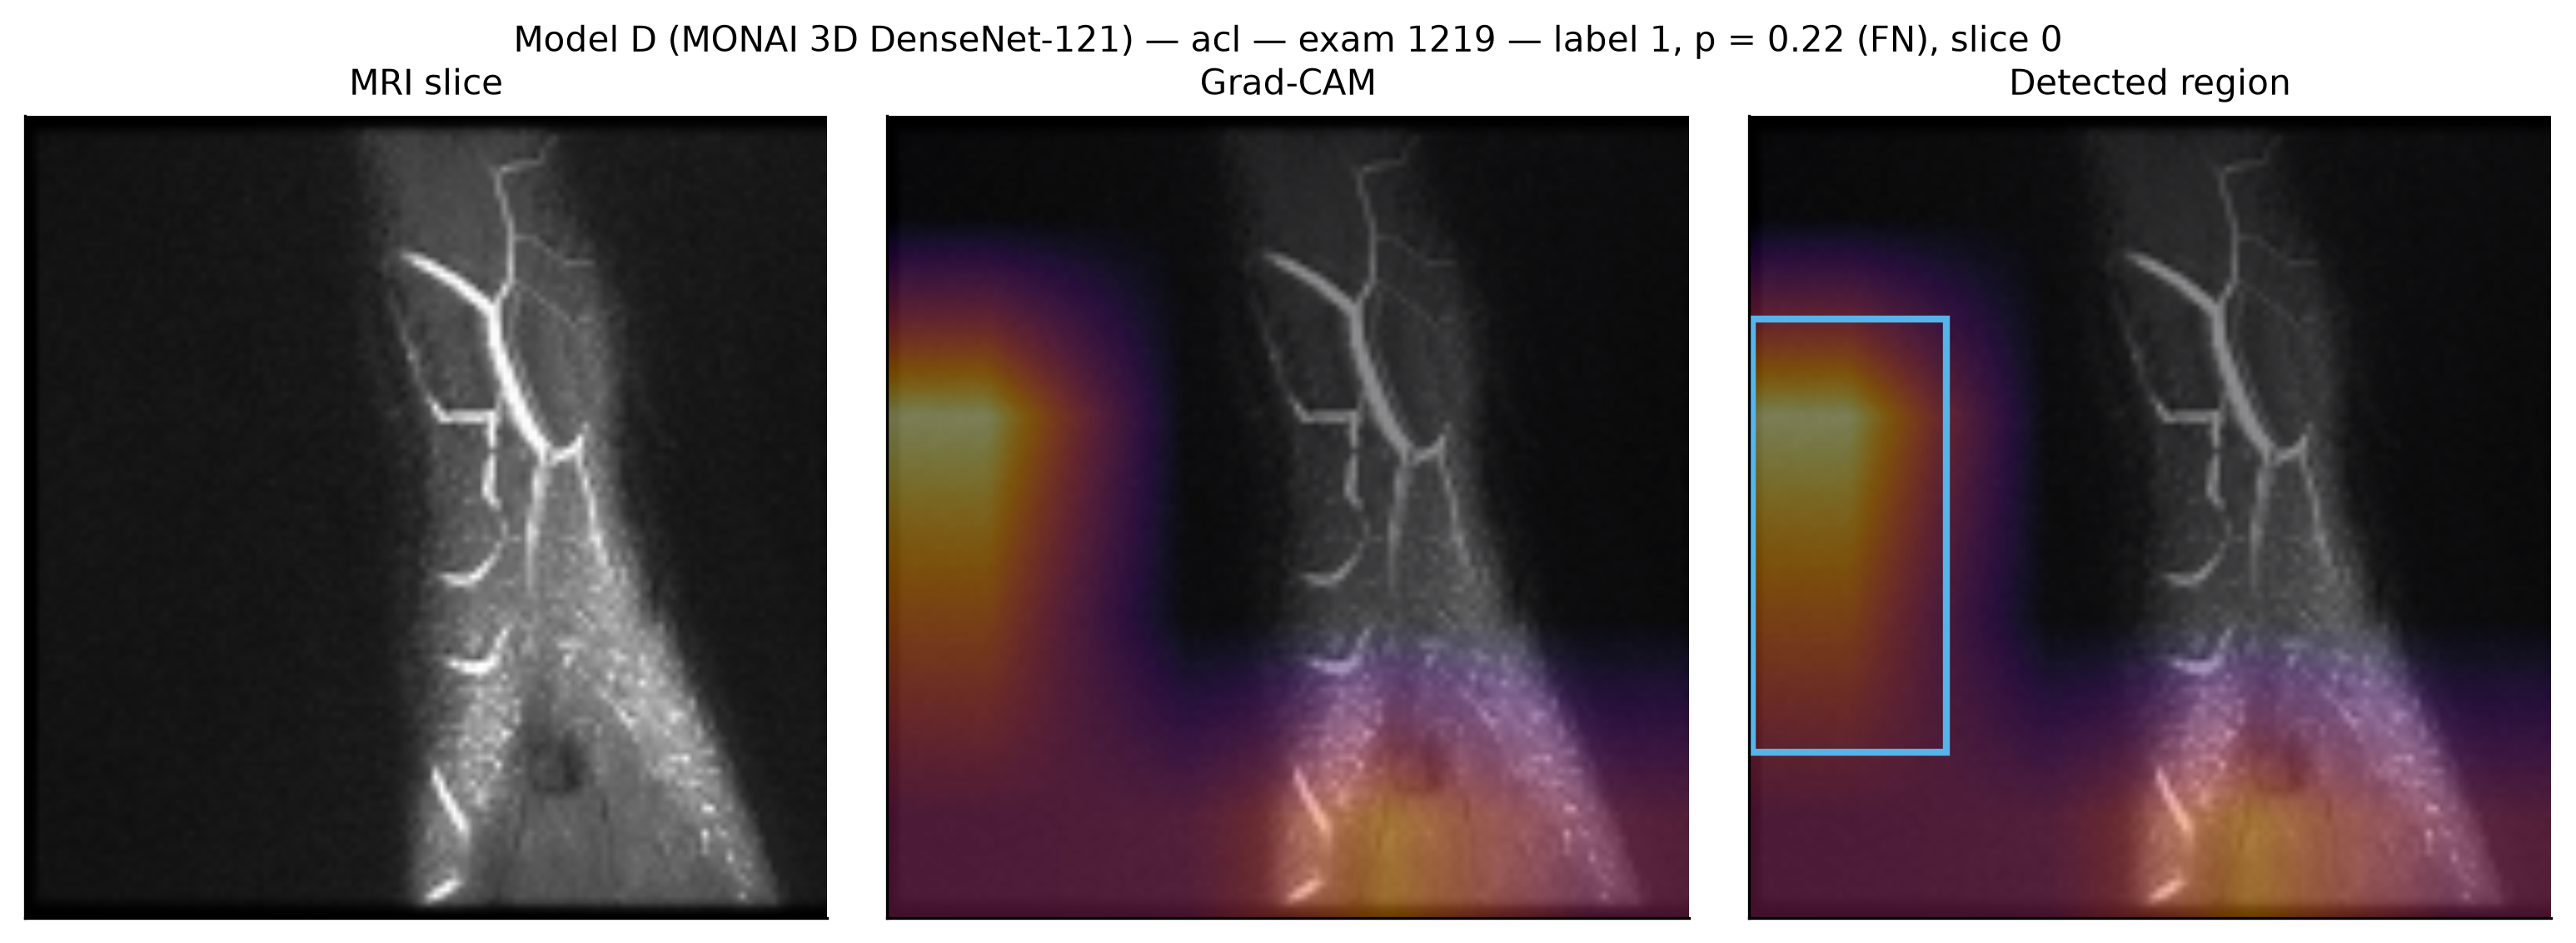 Model D (MONAI 3D DenseNet-121) — acl — exam 1219 — label 1, p = 0.22 (FN), slice 0
MRI slice
Grad-CAM
Detected region